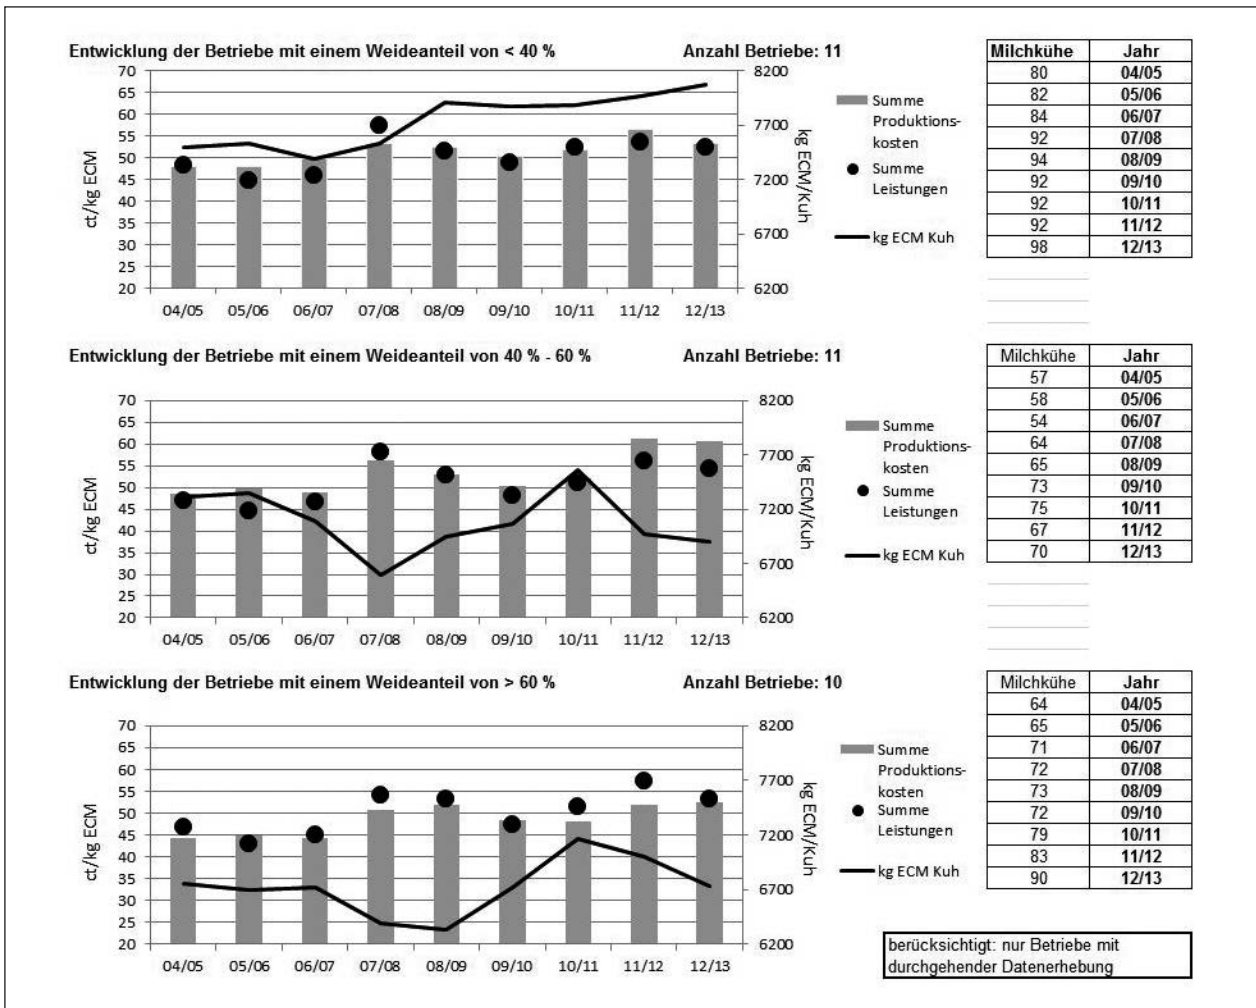 Entwicklung der Betriebe mit einem Weideanteil von < 40 % Anzahl Betriebe: 11
70
65
60
55
50
45
40
35
30
25
20
ct/kg ECM
8200
7700
7200
6700
6200
kg ECM/Kuh
04/05 05/06 06/07 07/08 08/09 09/10 10/11 11/12 12/13
Summe
Produktions-
kosten
Summe
Leistungen
kg ECM Kuh
Milchkühe Jahr
80 04/05
82 05/06
84 06/07
92 07/08
94 08/09
92 09/10
92 10/11
92 11/12
98 12/13
Entwicklung der Betriebe mit einem Weideanteil von 40 % - 60 % Anzahl Betriebe: 11
70
65
60
55
50
45
40
35
30
25
20
ct/kg ECM
8200
7700
7200
6700
6200
kg ECM/Kuh
04/05 05/06 06/07 07/08 08/09 09/10 10/11 11/12 12/13
Summe
Produktions-
kosten
Summe
Leistungen
kg ECM Kuh
Milchkühe Jahr
57 04/05
58 05/06
54 06/07
64 07/08
65 08/09
73 09/10
75 10/11
67 11/12
70 12/13
Entwicklung der Betriebe mit einem Weideanteil von > 60 % Anzahl Betriebe: 10
70
65
60
55
50
45
40
35
30
25
20
ct/kg ECM
8200
7700
7200
6700
6200
kg ECM/Kuh
04/05 05/06 06/07 07/08 08/09 09/10 10/11 11/12 12/13
Summe
Produktions-
kosten
Summe
Leistungen
kg ECM Kuh
Milchkühe Jahr
64 04/05
65 05/06
71 06/07
72 07/08
73 08/09
72 09/10
79 10/11
83 11/12
90 12/13
berücksichtigt: nur Betriebe mit
durchgehender Datenerhebung